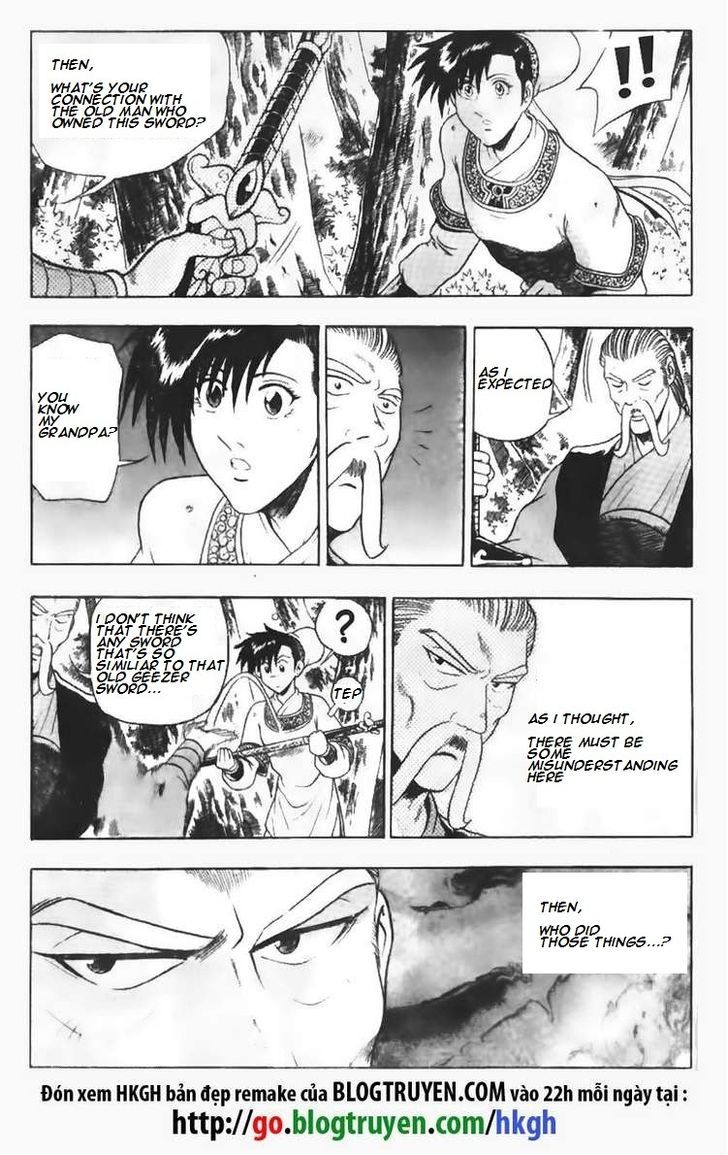 THEN,
WHAT'S YOUR
CONNECTION WITH
THE OLD MAN WHO
OWNED THIS SWORD?
!!
YOU
KNOW
MY
GRANDPA?
AS I
EXPECTED
I DON'T THINK
THAT THERE'S
ANY SWORD
THAT'S SO
SIMILIAR TO THAT
OLD GEEZER
SWORD...
?
TEP
AS I THOUGHT,
THERE MUST BE
SOME
MISUNDERSTANDING
HERE
THEN,
WHO DID
THOSE THINGS...?
Đón xem HKGH bản đẹp remake của BLOGTRUYEN.COM vào 22h mỗi ngày tại :
http://go.blogtruyen.com/hkgh